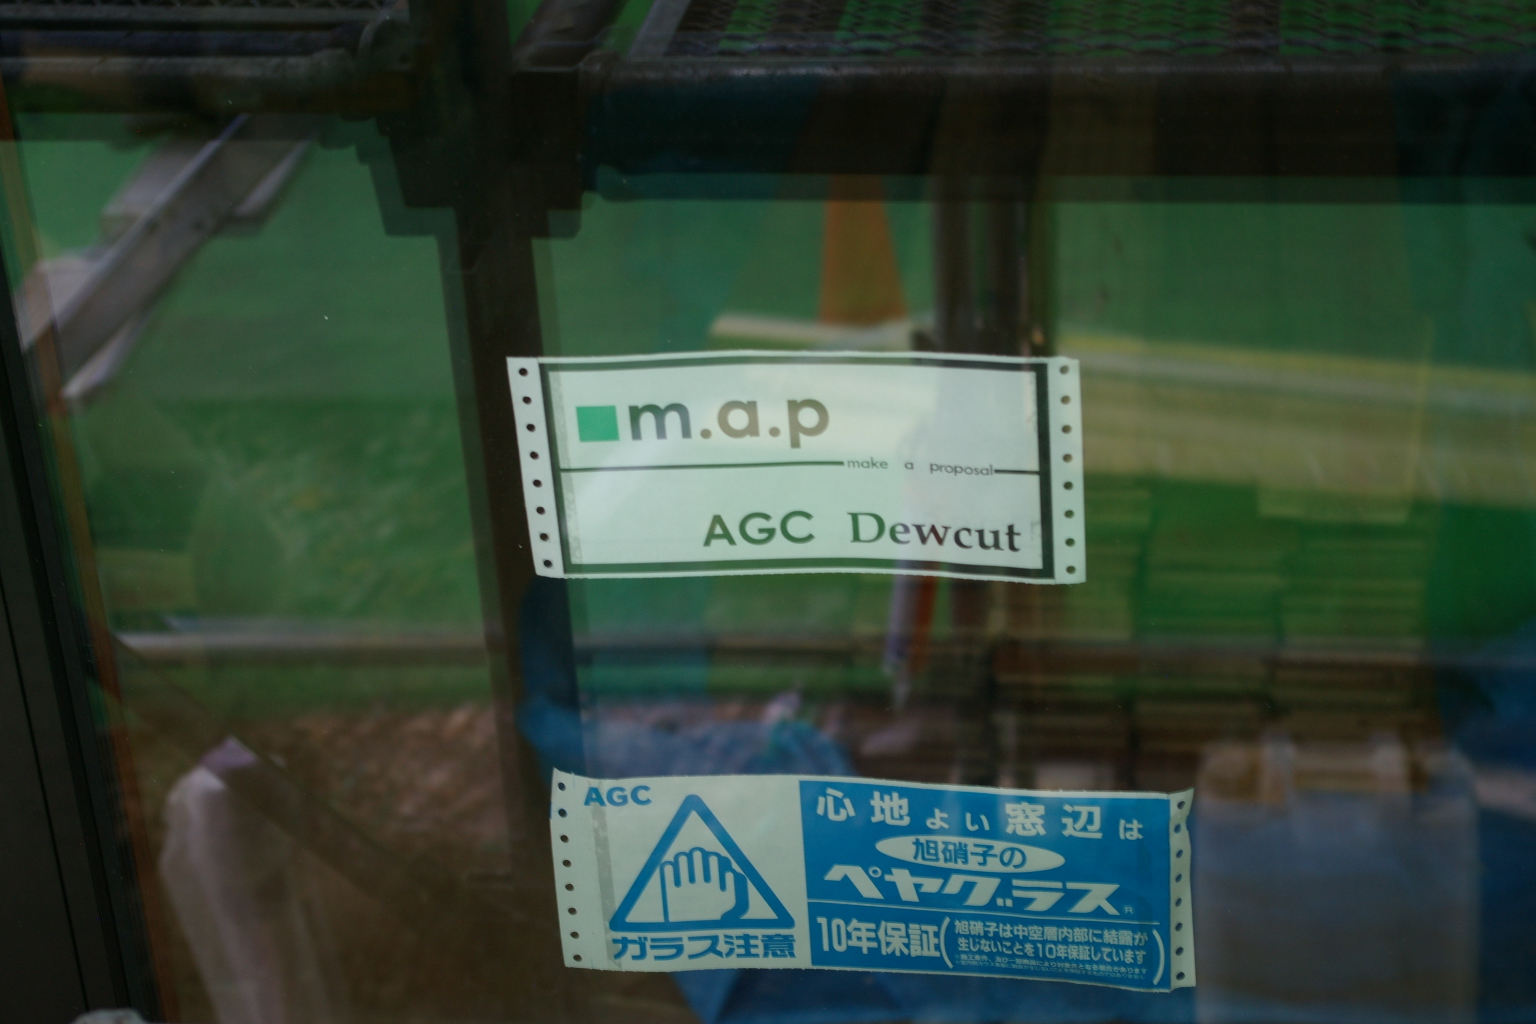 m.a.p
make a proposal
AGC Dewcut
AGC
ガラス注意
心地よい窓辺は
旭硝子の
ペヤグラス
10年保証
旭硝子は中空層内部に結露が
生じないことを10年保証しています